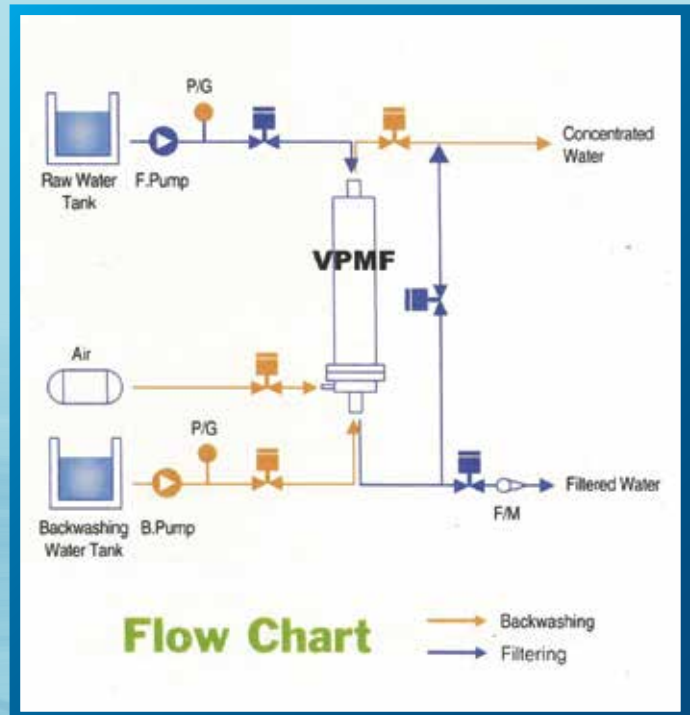 P/G
Raw Water
Tank
F.Pump
Concentrated
Water
VPMF
Air
P/G
Backwashing
Water Tank
B.Pump
F/M
Filtered Water
Flow Chart
Backwashing
Filtering